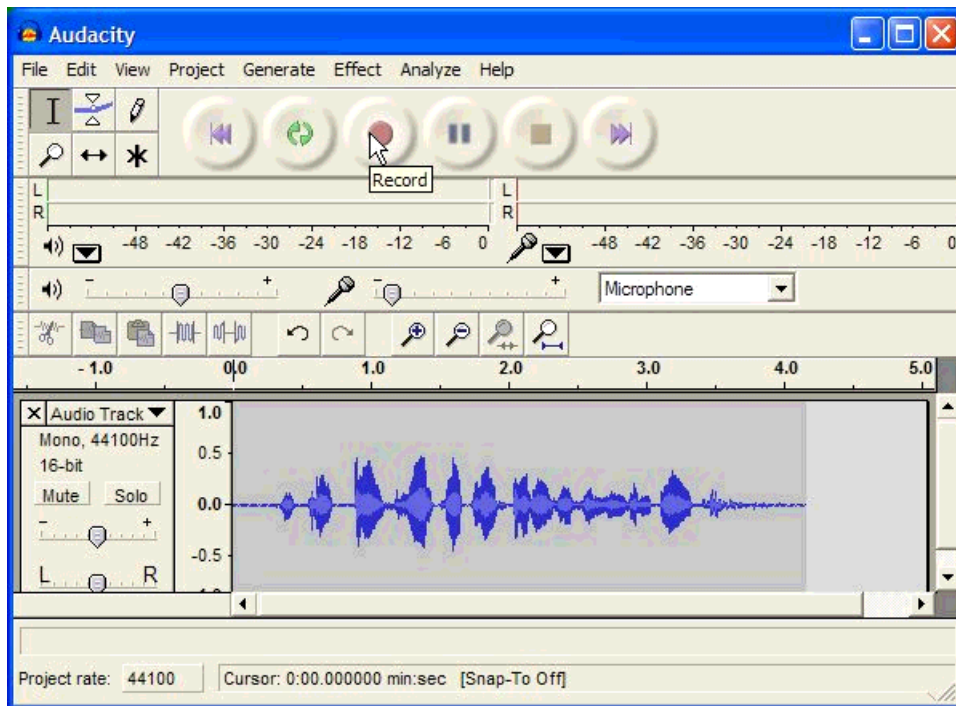 Audacity
File Edit View Project Generate Effect Analyze Help
Record
L
R
-48 -42 -36 -30 -24 -18 -12 -6 0
L
R
-48 -42 -36 -30 -24 -18 -12 -6 0
- +
- +
Microphone
- 1.0 0.0 1.0 2.0 3.0 4.0 5.0
X Audio Track
Mono, 44100Hz
16-bit
Mute Solo
- +
L R
1.0
0.5
0.0
-0.5
Project rate: 44100 Cursor: 0:00.000000 min:sec [Snap-To Off]